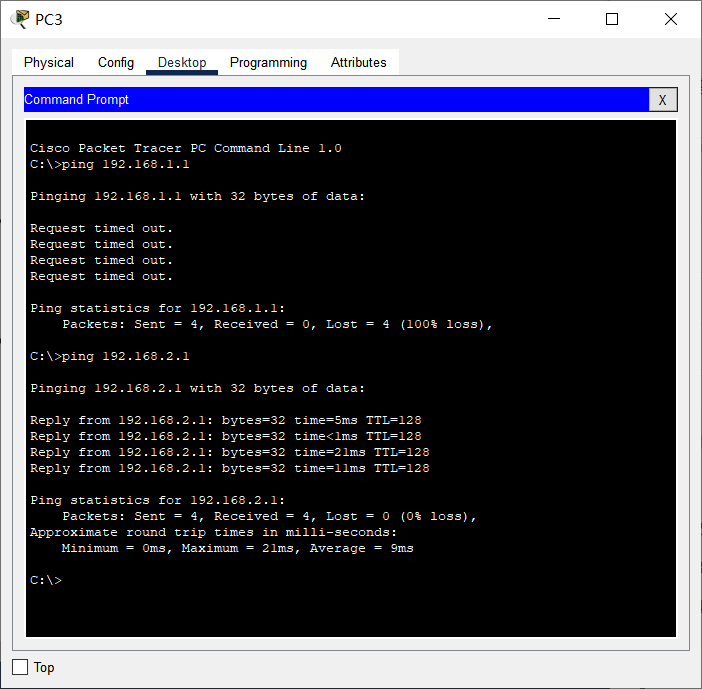 PC3
Physical Config Desktop Programming Attributes
Command Prompt
X
Cisco Packet Tracer PC Command Line 1.0
C:\>ping 192.168.1.1
Pinging 192.168.1.1 with 32 bytes of data:
Request timed out.
Request timed out.
Request timed out.
Request timed out.
Ping statistics for 192.168.1.1:
Packets: Sent = 4, Received = 0, Lost = 4 (100% loss),
C:\>ping 192.168.2.1
Pinging 192.168.2.1 with 32 bytes of data:
Reply from 192.168.2.1: bytes=32 time=5ms TTL=128
Reply from 192.168.2.1: bytes=32 time<1ms TTL=128
Reply from 192.168.2.1: bytes=32 time=21ms TTL=128
Reply from 192.168.2.1: bytes=32 time=11ms TTL=128
Ping statistics for 192.168.2.1:
Packets: Sent = 4, Received = 4, Lost = 0 (0% loss),
Approximate round trip times in milli-seconds:
Minimum = 0ms, Maximum = 21ms, Average = 9ms
C:\>
Top